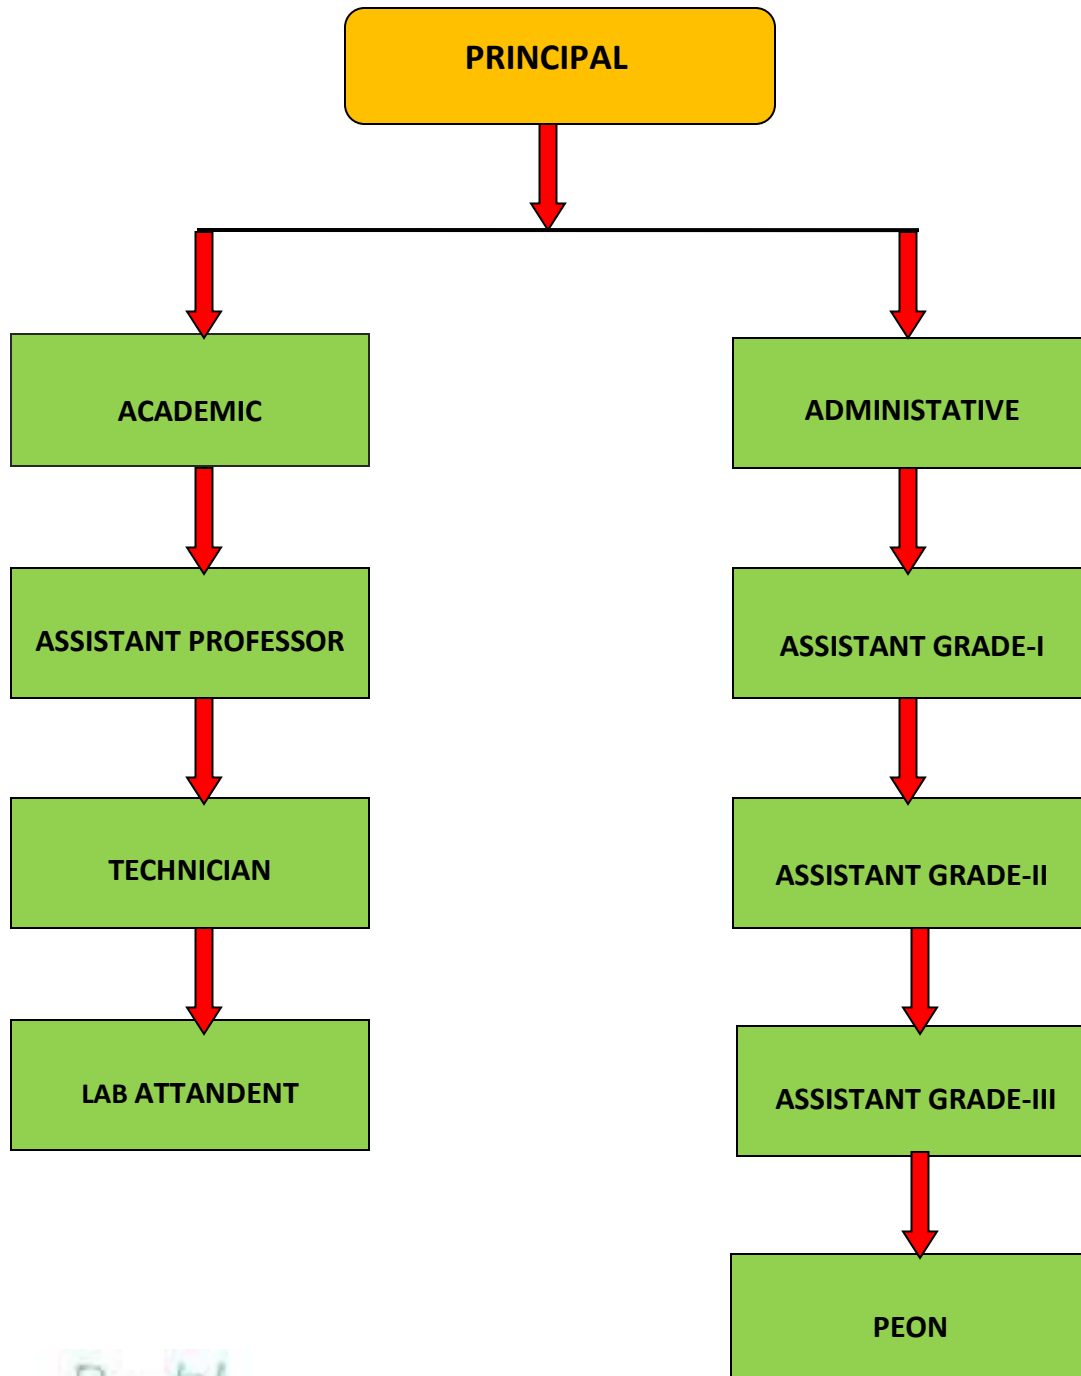 PRINCIPAL
ACADEMIC
ADMINISTATIVE
ASSISTANT PROFESSOR
ASSISTANT GRADE-I
TECHNICIAN
ASSISTANT GRADE-II
LAB ATTANDENT
ASSISTANT GRADE-III
PEON